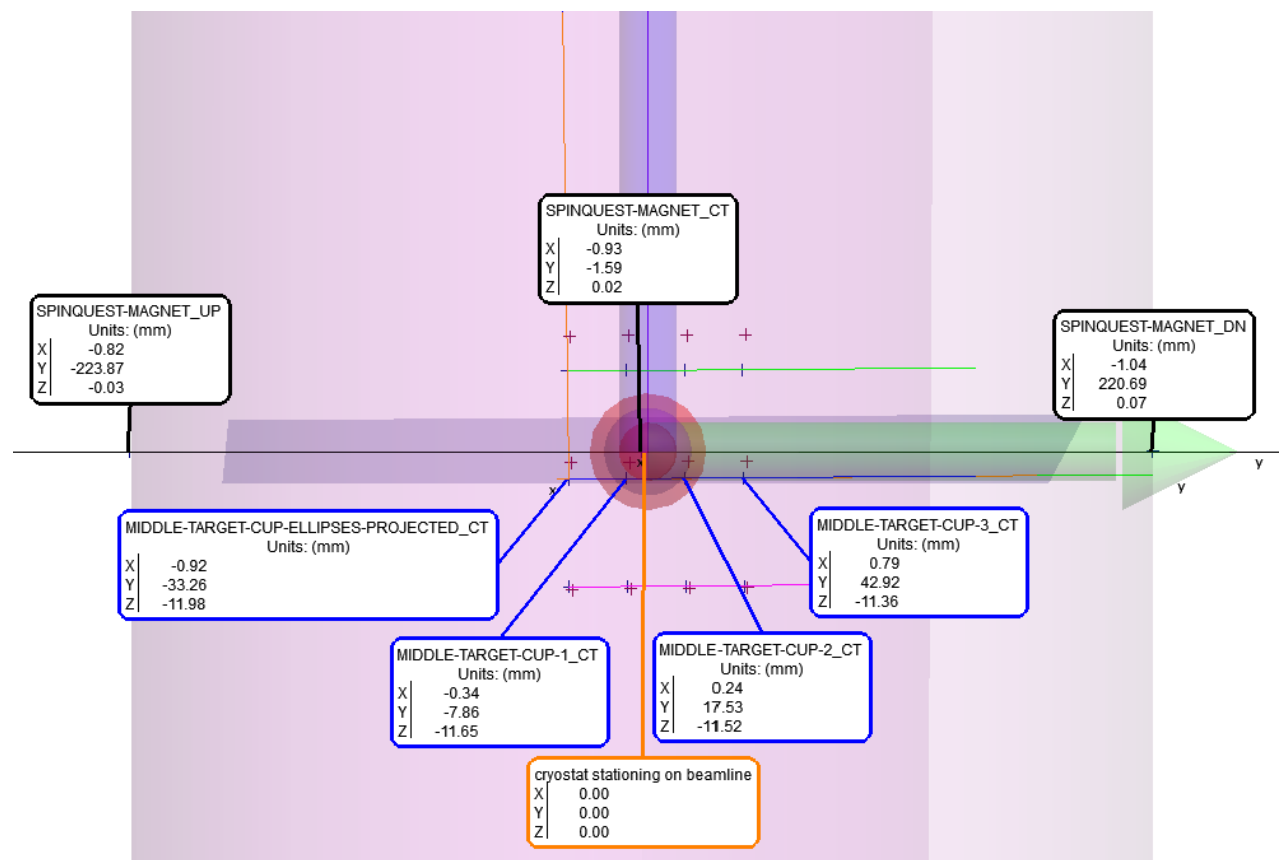 SPINQUEST-MAGNET_CT
Units: (mm)
X -0.93
Y -1.59
Z 0.02
SPINQUEST-MAGNET_UP
Units: (mm)
X -0.82
Y -223.87
Z -0.03
SPINQUEST-MAGNET_DN
Units: (mm)
X -1.04
Y 220.69
Z 0.07
x
y
x
y
MIDDLE-TARGET-CUP-ELLIPSES-PROJECTED_CT
Units: (mm)
X -0.92
Y -33.26
Z -11.98
MIDDLE-TARGET-CUP-3_CT
Units: (mm)
X 0.79
Y 42.92
Z -11.36
MIDDLE-TARGET-CUP-1_CT
Units: (mm)
X -0.34
Y -7.86
Z -11.65
MIDDLE-TARGET-CUP-2_CT
Units: (mm)
X 0.24
Y 17.53
Z -11.52
cryostat stationing on beamline
X 0.00
Y 0.00
Z 0.00